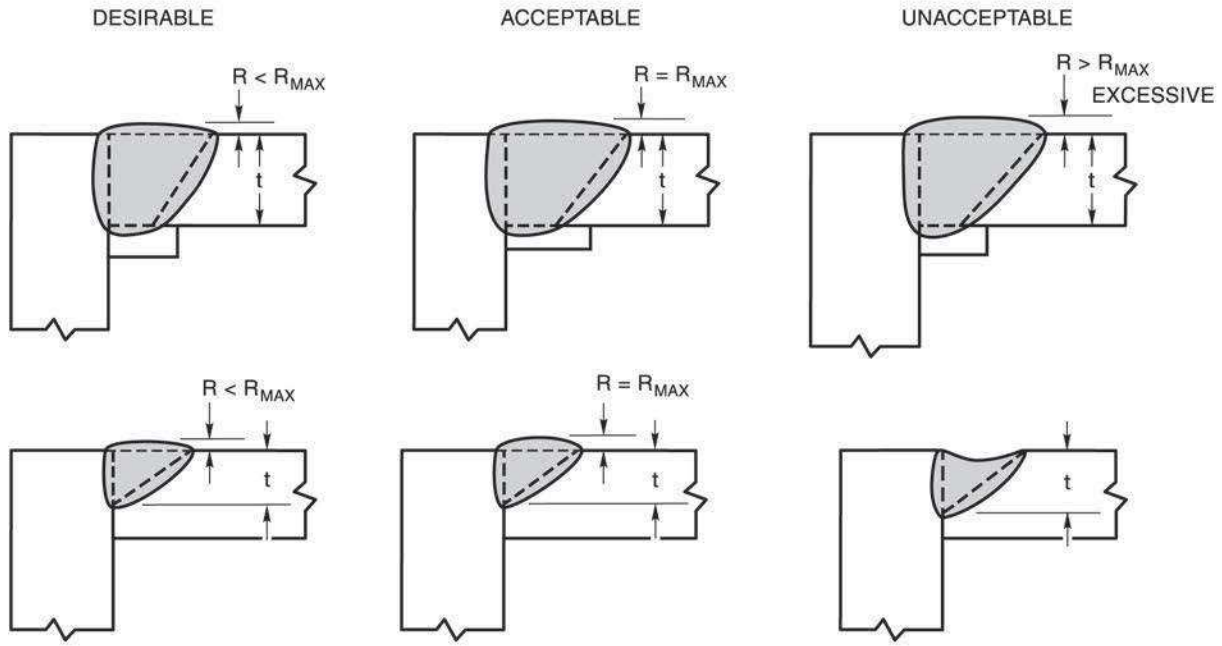 DESIRABLE
ACCEPTABLE
UNACCEPTABLE
R < RMAX
R = RMAX
R > RMAX
EXCESSIVE
t
t
t
R < RMAX
R = RMAX
t
t
t